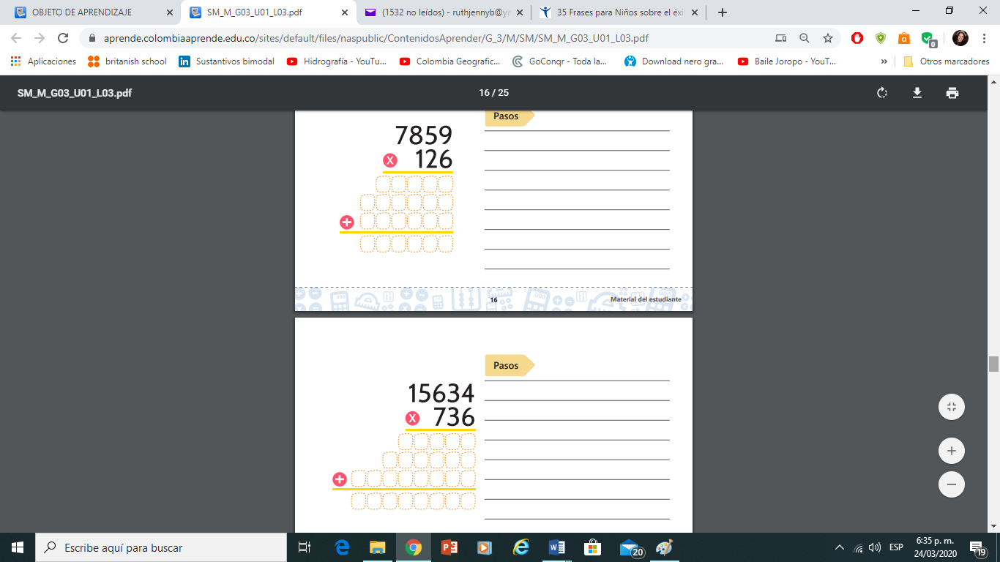 OBJETO DE APRENDIZAJE
SM_M_G03_U01_L03.pdf
(1532 no leídos) - ruthjennyb@ya
35 Frases para Niños sobre el éxi
aprende.colombiaaprende.edu.co/sites/default/files/naspublic/ContenidosAprender/G_3/M/SM/SM_M_G03_U01_L03.pdf
0
Aplicaciones
britanish school
Sustantivos bimodal
Hidrografía - YouTu...
Colombia Geografic...
GoConqr - Toda la...
Download nero gra...
Baile Joropo - YouT...
»
Otros marcadores
SM_M_G03_U01_L03.pdf
16 / 25
Pasos
7859
x 126
+
16
Material del estudiante
Pasos
15634
x 736
+
Escribe aquí para buscar
20
ESP
6:35 p. m.
24/03/2020
19